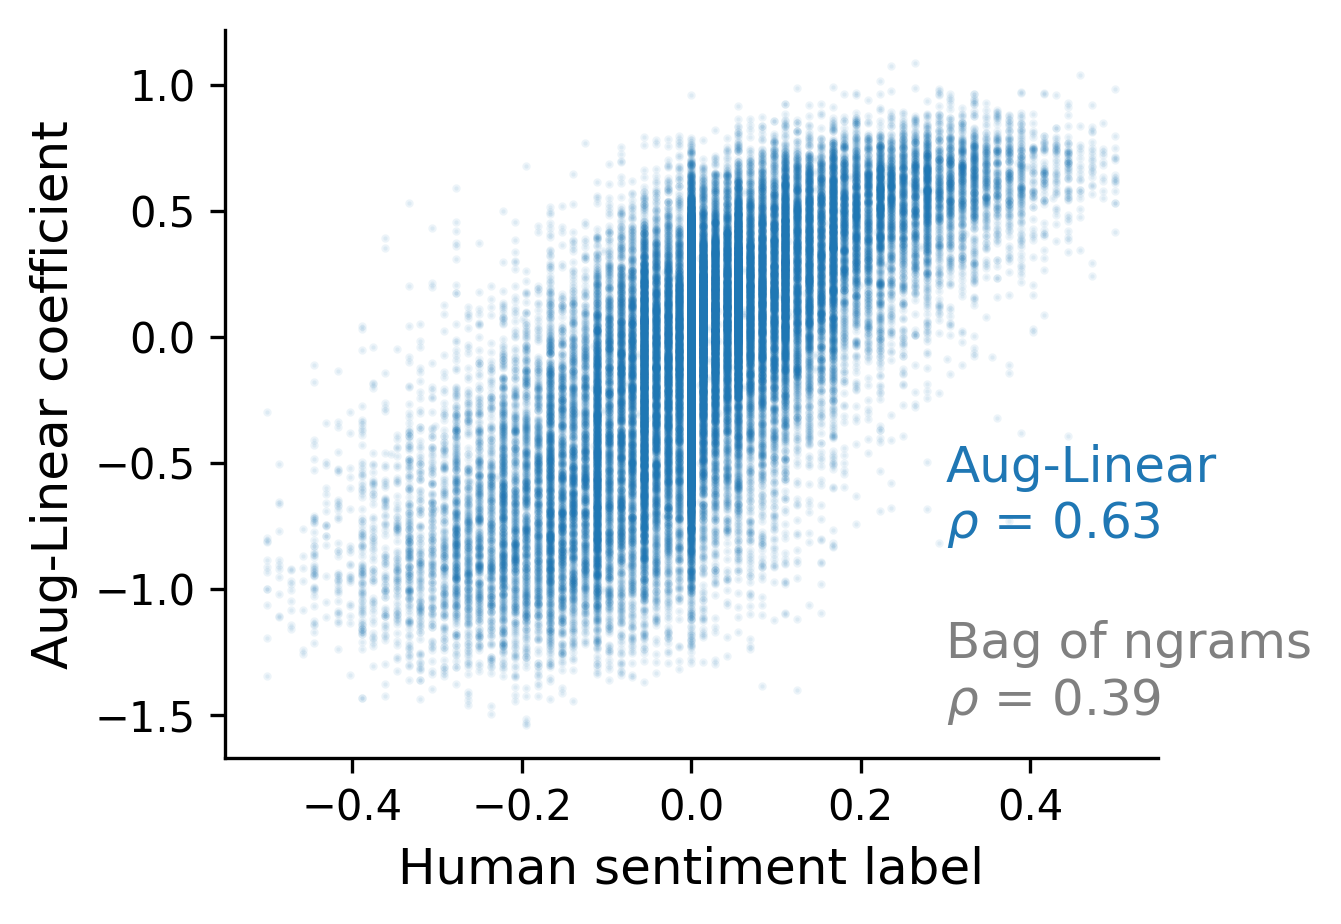 1.0
0.5
0.0
−0.5
−1.0
−1.5
Aug-Linear coefficient
Aug-Linear
ρ = 0.63
Bag of ngrams
ρ = 0.39
−0.4 −0.2 0.0 0.2 0.4
Human sentiment label